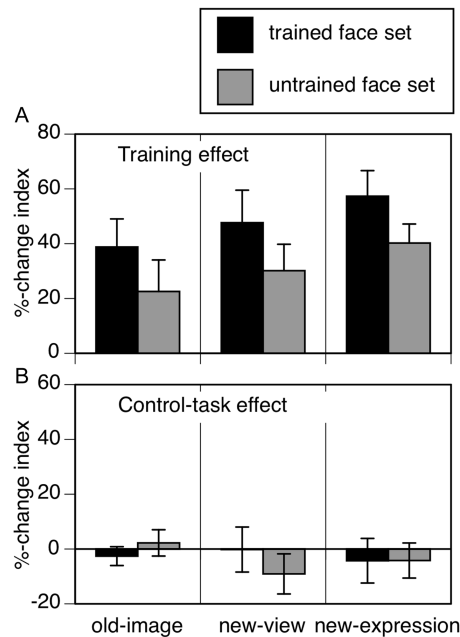 trained face set
untrained face set
A
80
Training effect
60
40
20
0
%-change index
B
60
Control-task effect
40
20
0
-20
%-change index
old-image new-view new-expression